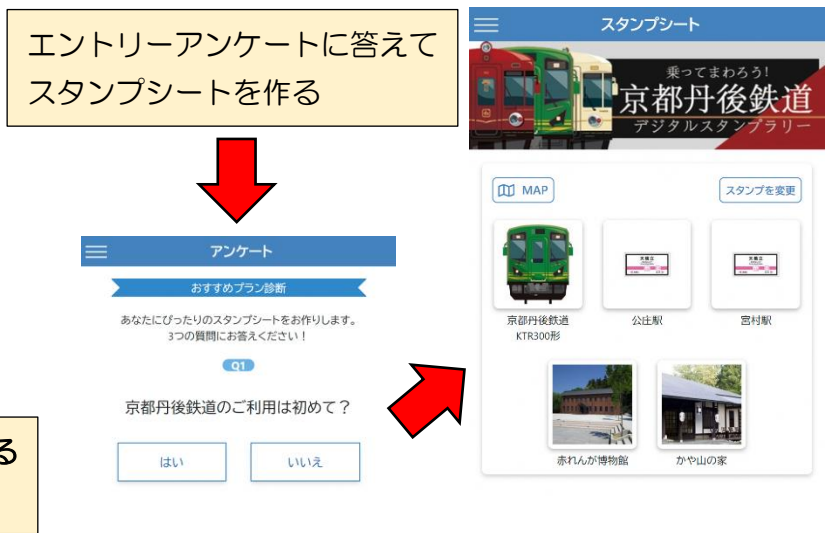 エントリーアンケートに答えて
スタンプシートを作る
アンケート
おすすめプラン診断
あなたにぴったりのスタンプシートをお作りします。
3つの質問にお答えください！
Q1
京都丹後鉄道のご利用は初めて？
はい
いいえ
る
スタンプシート
乗ってまわろう!
京都丹後鉄道
デジタルスタンプラリー
MAP
スタンプを変更
京都丹後鉄道
KTR300形
公庄駅
宮村駅
赤れんが博物館
かや山の家